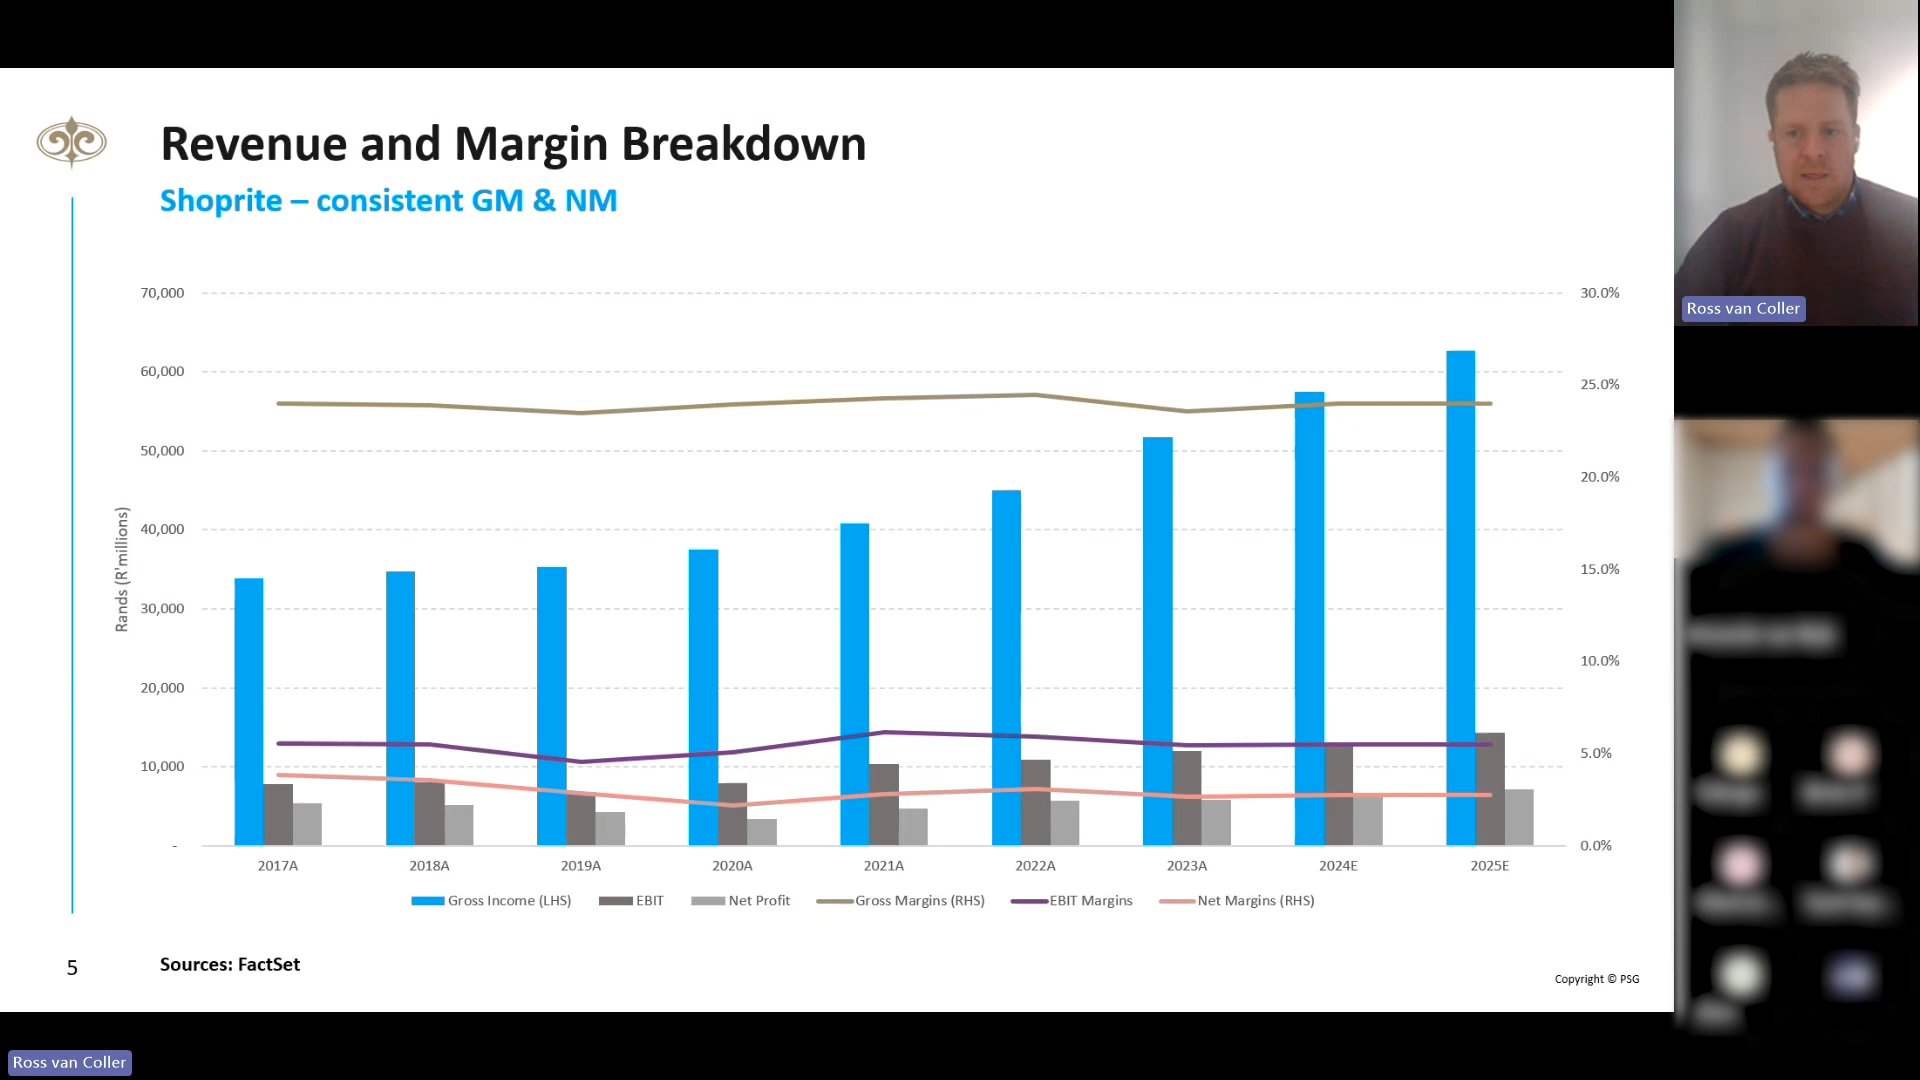 Revenue and Margin Breakdown
Shoprite – consistent GM & NM
70,000
60,000
50,000
40,000
30,000
20,000
10,000
-
Rands (R'millions)
30.0%
25.0%
20.0%
15.0%
10.0%
5.0%
0.0%
2017A 2018A 2019A 2020A 2021A 2022A 2023A 2024E 2025E
Gross Income (LHS) EBIT Net Profit Gross Margins (RHS) EBIT Margins Net Margins (RHS)
5
Sources: FactSet
Copyright © PSG
Ross van Coller
Ross van Coller